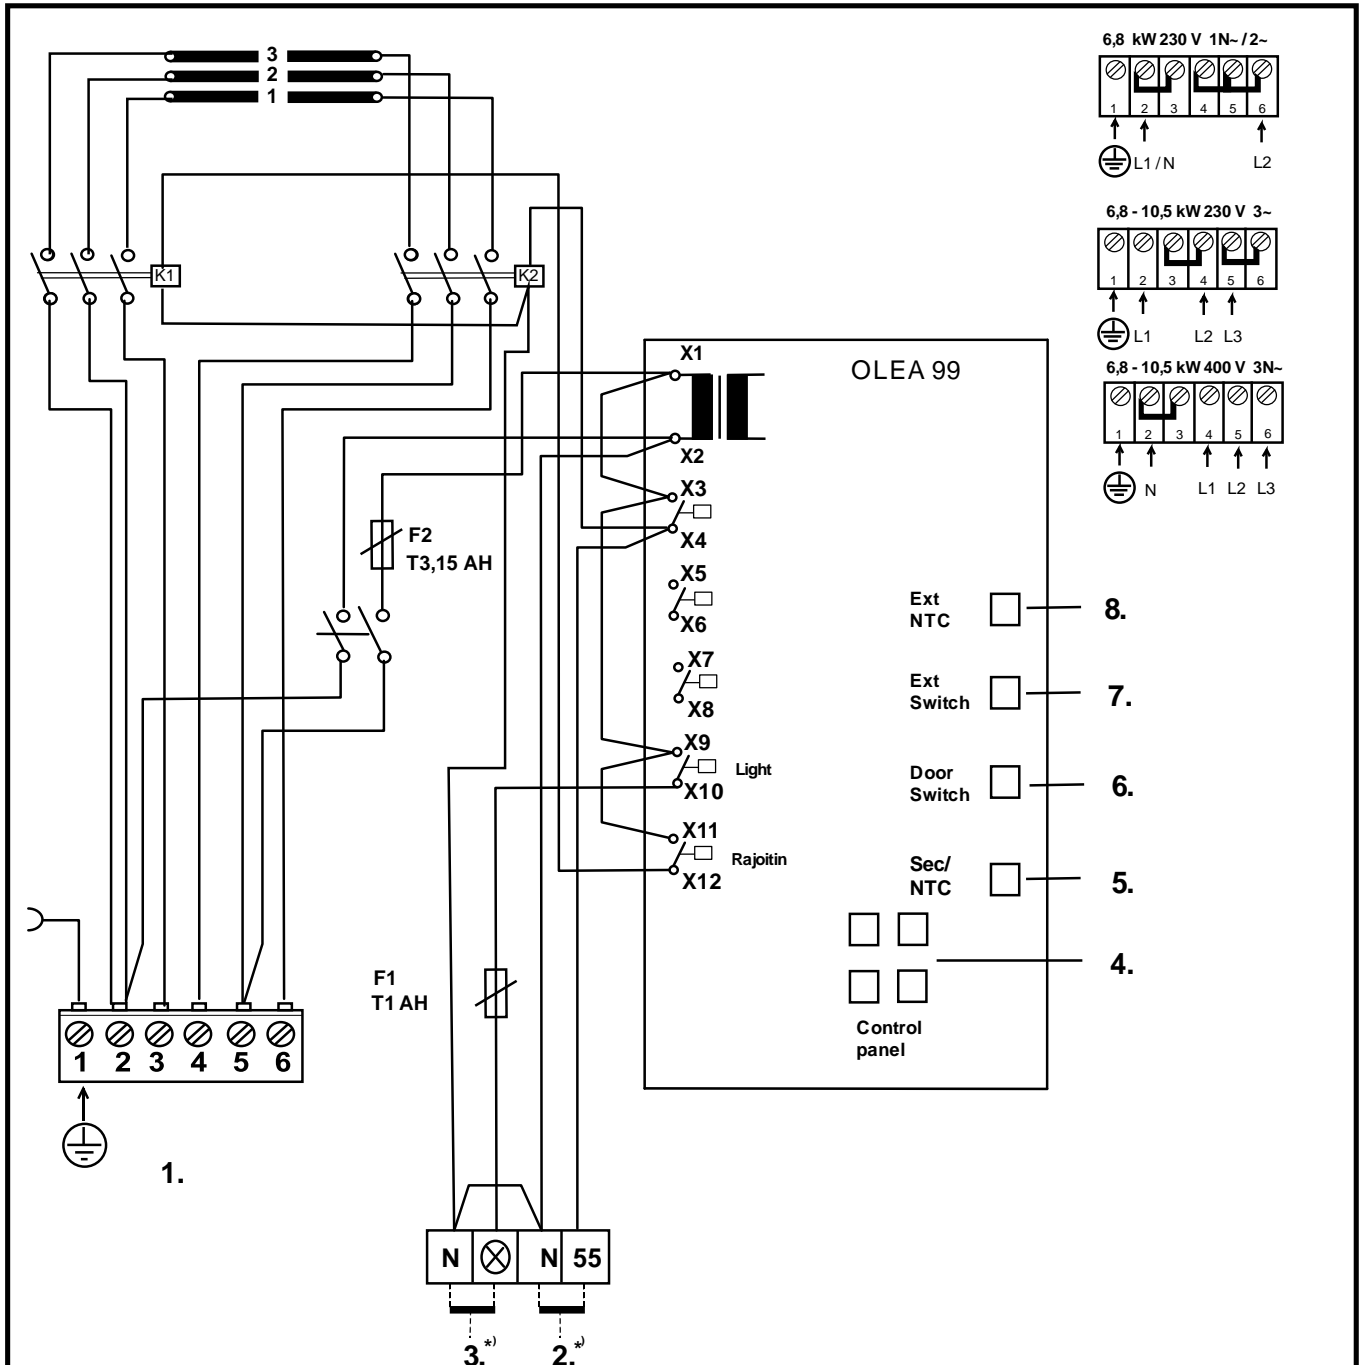 3
2
1
K1
K2
6,8 kW 230 V 1N~ / 2~
1 2 3 4 5 6
L1 / N L2
6,8 - 10,5 kW 230 V 3~
1 2 3 4 5 6
L1 L2 L3
6,8 - 10,5 kW 400 V 3N~
1 2 3 4 5 6
N L1 L2 L3
OLEA 99
X1
X2
X3
X4
X5
X6
X7
X8
X9
Light
X10
X11
Rajoitin
X12
F2
T3,15 AH
Ext
NTC
8.
Ext
Switch
7.
Door
Switch
6.
Sec/
NTC
5.
4.
Control
panel
F1
T1 AH
1 2 3 4 5 6
1.
N N 55
3.*) 2.*)